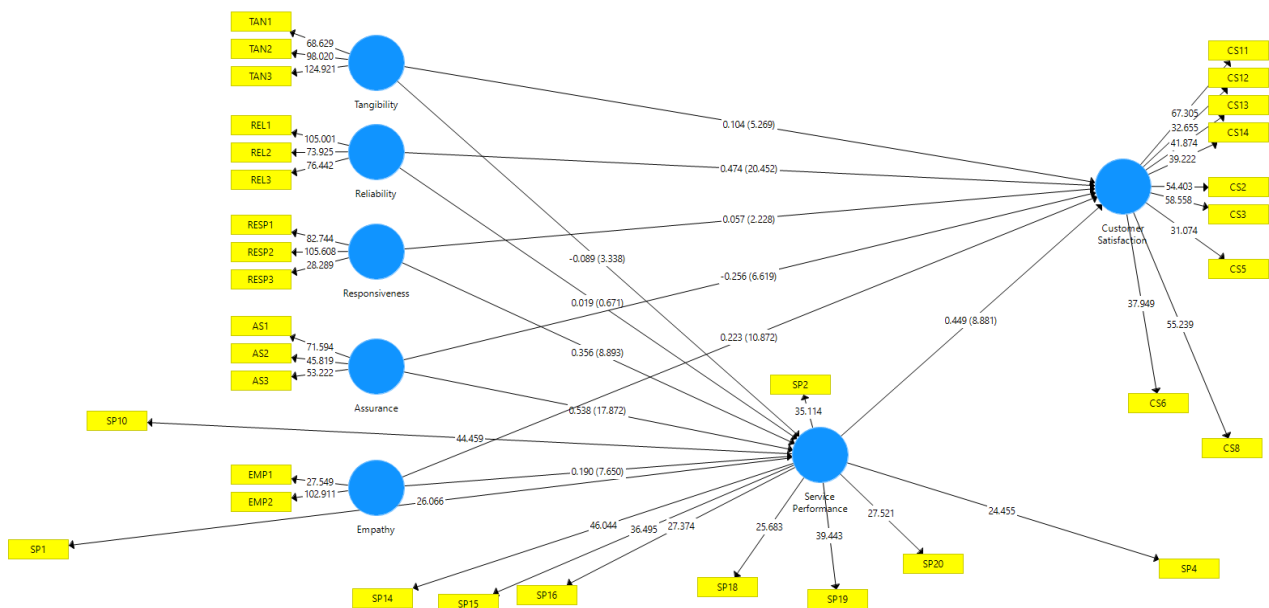 TAN1
68.629
TAN2
98.020
TAN3
124.921
Tangibility
REL1
105.001
REL2
73.925
REL3
76.442
Reliability
RESP1
82.744
RESP2
105.608
RESP3
28.289
Responsiveness
AS1
71.594
AS2
45.819
AS3
53.222
Assurance
SP10
44.459
EMP1
27.549
EMP2
102.911
26.066
Empathy
SP1
0.104 (5.269)
0.474 (20.452)
0.057 (2.228)
-0.089 (3.338)
-0.256 (6.619)
0.019 (0.671)
0.223 (10.872)
0.356 (8.893)
0.449 (8.881)
0.538 (17.872)
0.190 (7.650)
CS11
CS12
CS13
CS14
67.305
32.655
41.874
39.222
54.403
CS2
58.558
CS3
31.074
CS5
Customer
Satisfaction
37.949
55.239
CS6
CS8
SP2
35.114
Service
Performance
46.044
36.495
27.374
25.683
39.443
27.521
24.455
SP14
SP15
SP16
SP18
SP19
SP20
SP4